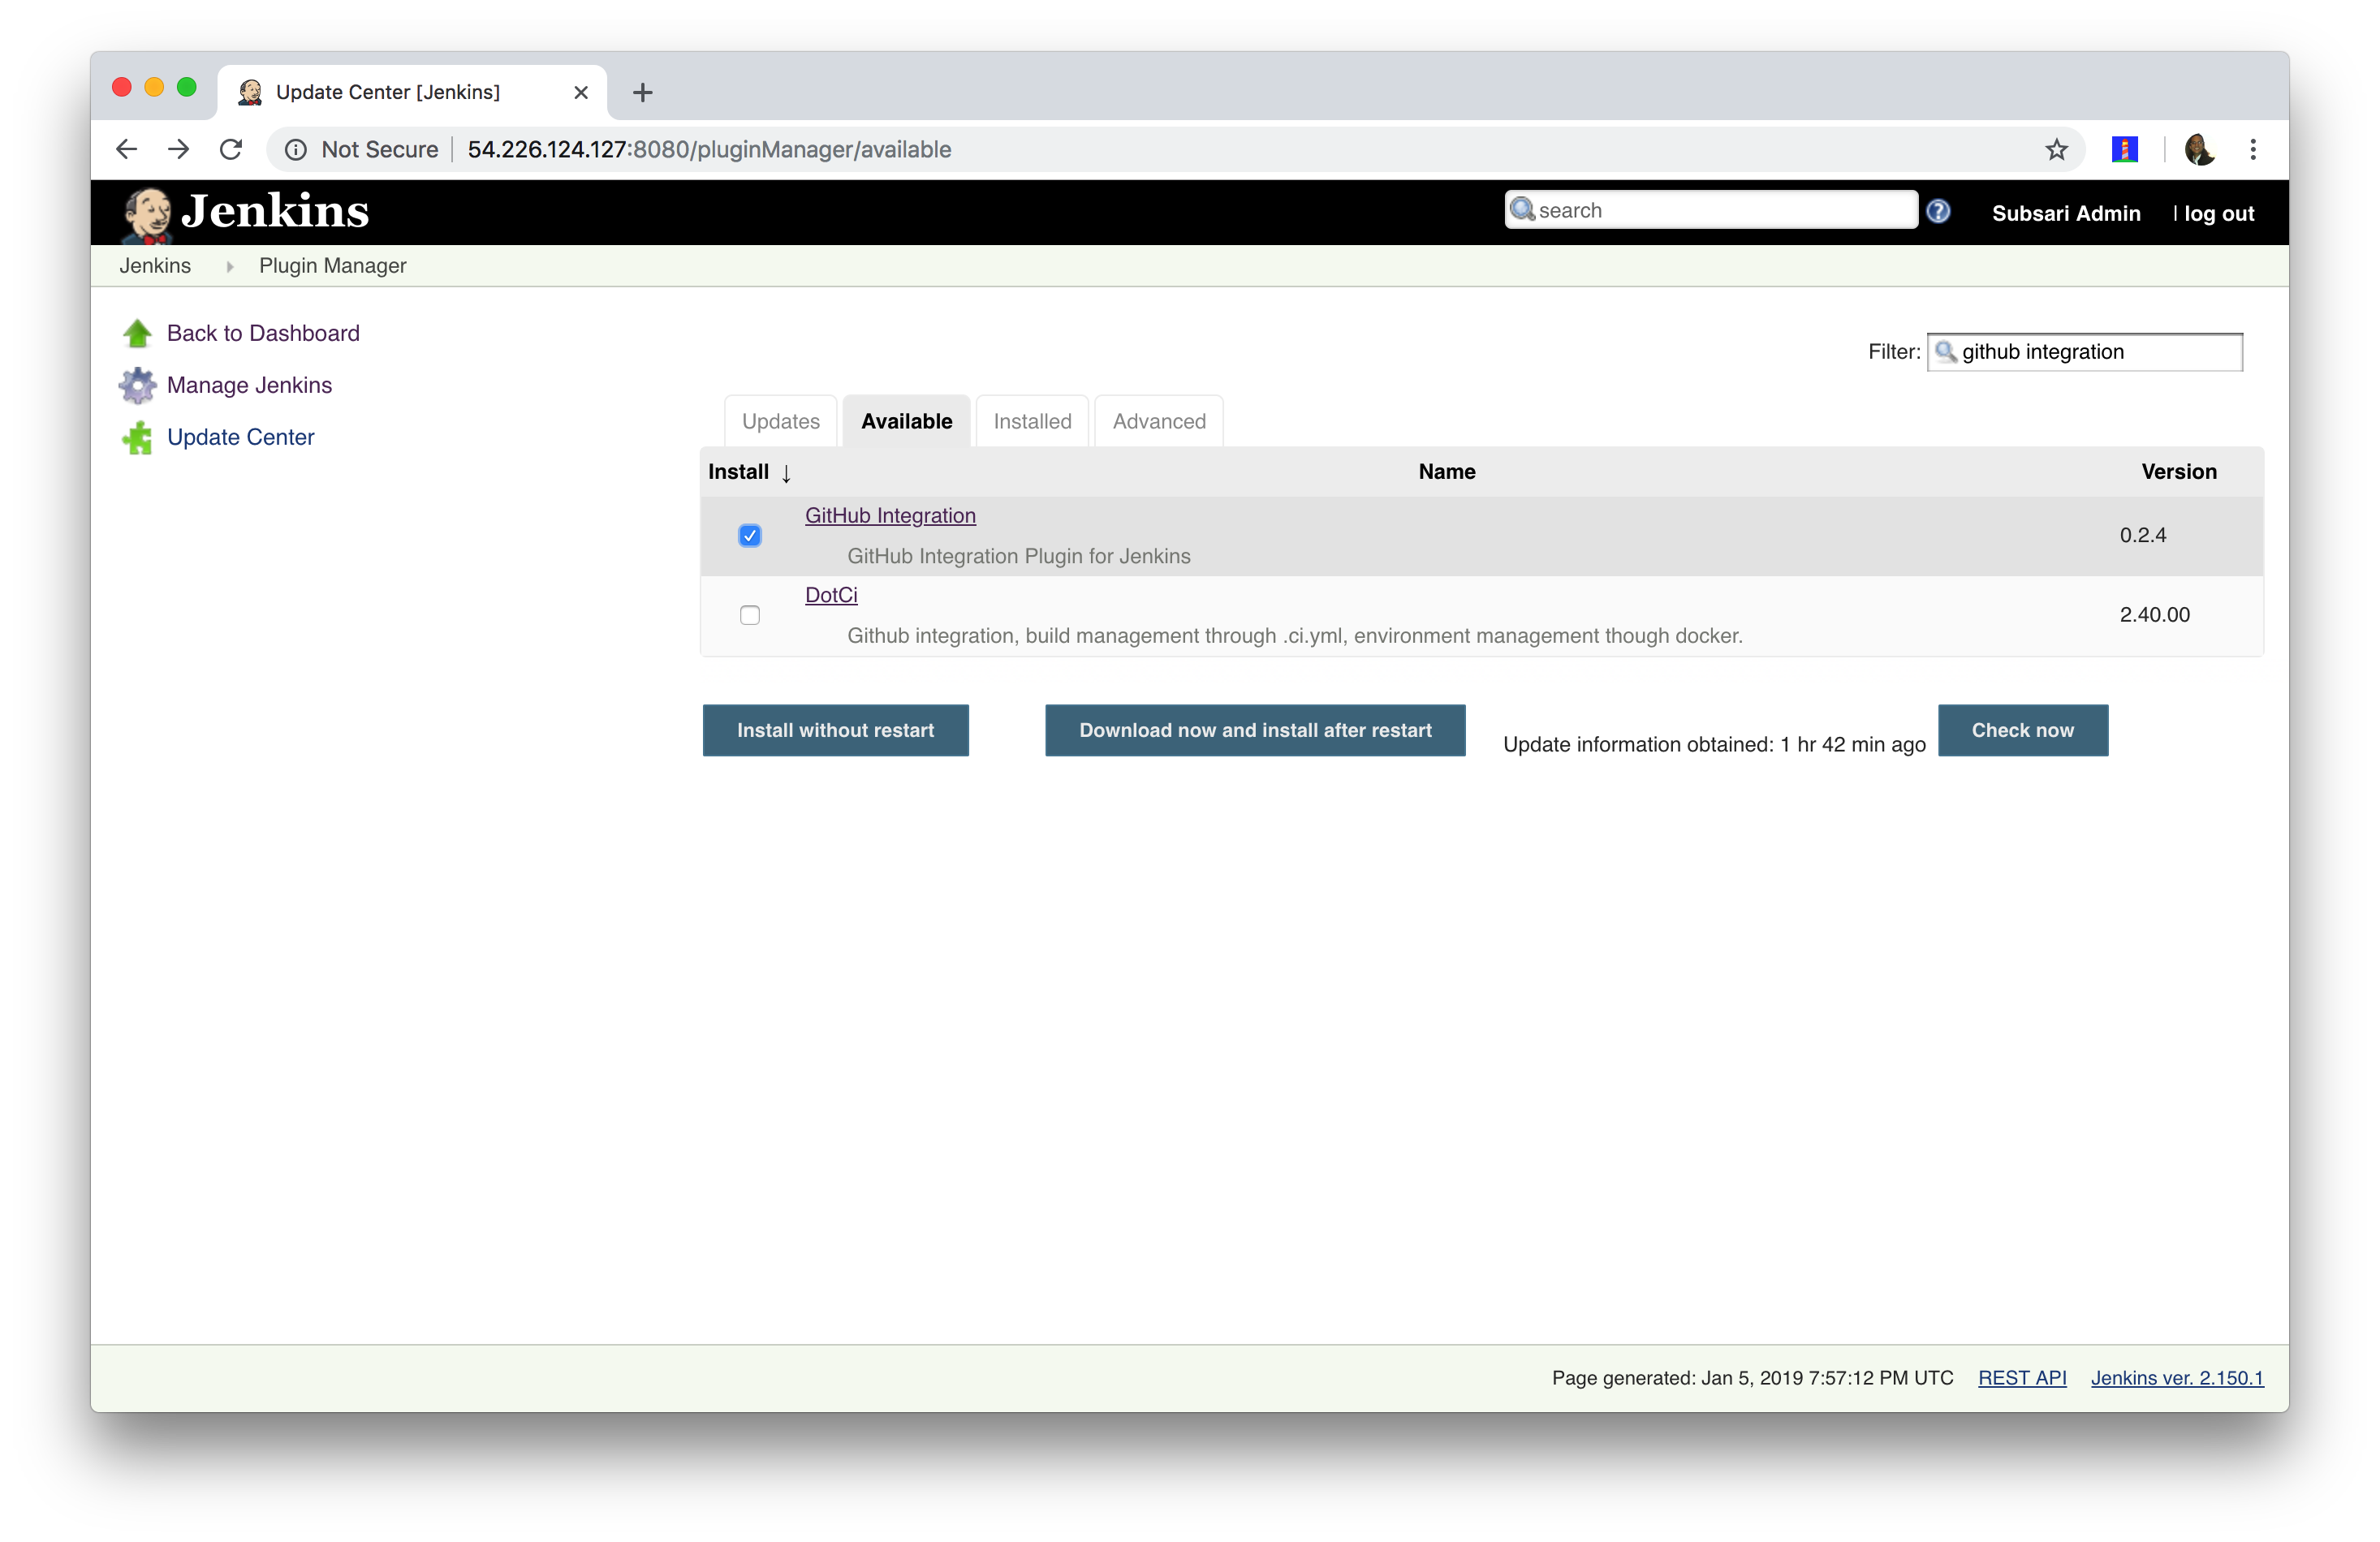 Update Center [Jenkins]
Not Secure 54.226.124.127:8080/pluginManager/available
Jenkins
search
Subsari Admin | log out
Jenkins Plugin Manager
Back to Dashboard
Manage Jenkins
Update Center
Filter: github integration
Updates Available Installed Advanced
Install ↓ Name Version
GitHub Integration
GitHub Integration Plugin for Jenkins
0.2.4
DotCi
Github integration, build management through .ci.yml, environment management though docker.
2.40.00
Install without restart
Download now and install after restart
Update information obtained: 1 hr 42 min ago
Check now
Page generated: Jan 5, 2019 7:57:12 PM UTC REST API Jenkins ver. 2.150.1